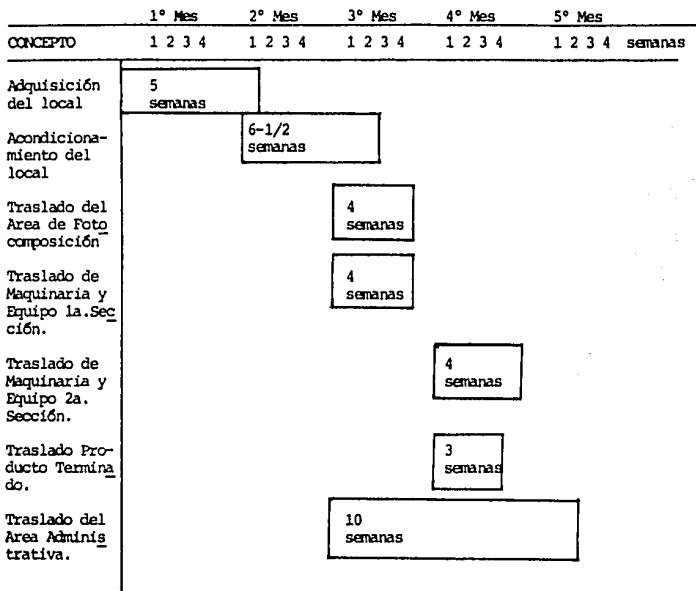 1° Mes 2° Mes 3° Mes 4° Mes 5° Mes
CONCEPTO 1 2 3 4 1 2 3 4 1 2 3 4 1 2 3 4 1 2 3 4 semanas
Adquisición
del local
5
semanas
Acondiciona-
miento del
local
6-1/2
semanas
Traslado del
Area de Foto
composición
4
semanas
Traslado de
Maquinaria y
Equipo 1a.Sec
ción.
4
semanas
Traslado de
Maquinaria y
Equipo 2a.
Sección.
4
semanas
Traslado Pro-
ducto Termina
do.
3
semanas
Traslado del
Area Adminis
trativa.
10
semanas